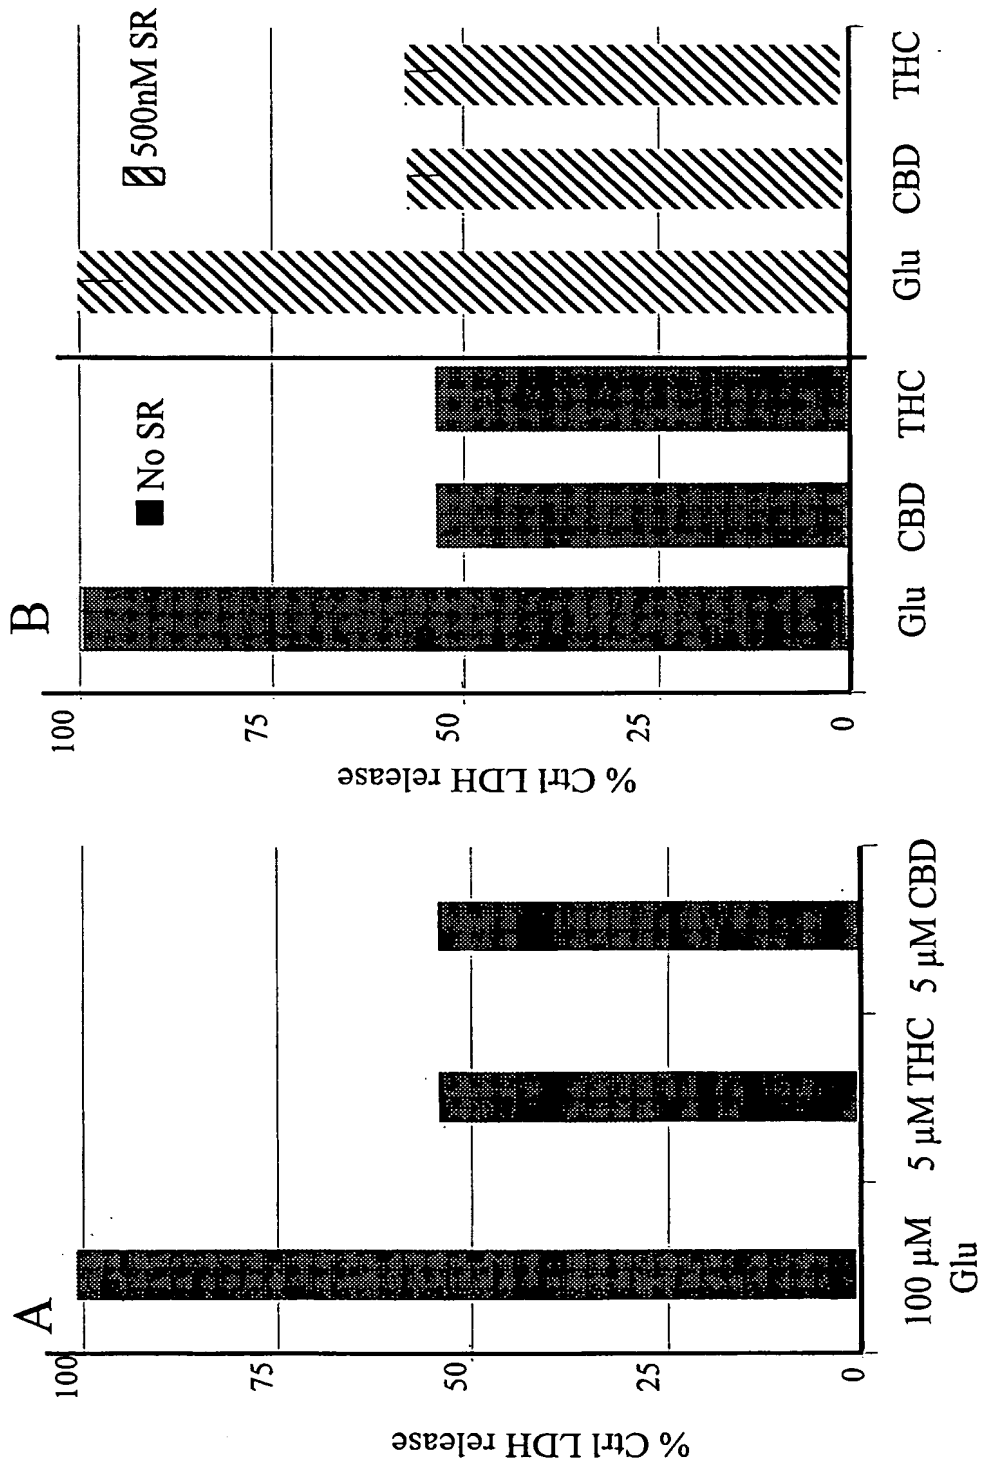 A
% Ctrl LDH release
100
75
50
25
0
100 µM
Glu
5 µM THC
5 µM CBD
B
No SR
500nM SR
% Ctrl LDH release
100
75
50
25
0
Glu
CBD
THC
Glu
CBD
THC